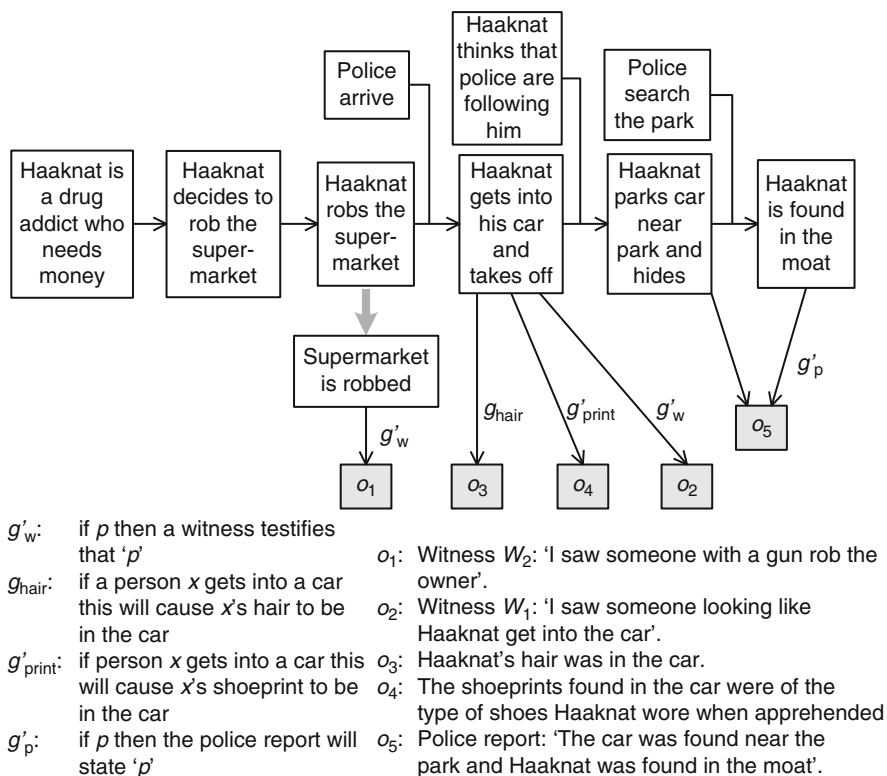 Police
arrive
Haaknat
thinks that
police are
following
him
Police
search
the park
Haaknat is
a drug
addict who
needs
money
Haaknat
decides to
rob the
super-
market
Haaknat
robs the
super-
market
Haaknat
gets into
his car
and
takes off
Haaknat
parks car
near
park and
hides
Haaknat
is found
in the
moat
Supermarket
is robbed
g'w
ghair
g'print
g'w
g'p
o1
o3
o4
o2
o5
g'w: if p then a witness testifies
that ‘p’
ghair: if a person x gets into a car
this will cause x's hair to be
in the car
g'print: if person x gets into a car this
will cause x's shoeprint to be
in the car
g'p: if p then the police report will
state ‘p’
o1: Witness W2: ‘I saw someone with a gun rob the
owner’.
o2: Witness W1: ‘I saw someone looking like
Haaknat get into the car’.
o3: Haaknat's hair was in the car.
o4: The shoeprints found in the car were of the
type of shoes Haaknat wore when apprehended
o5: Police report: ‘The car was found near the
park and Haaknat was found in the moat’.